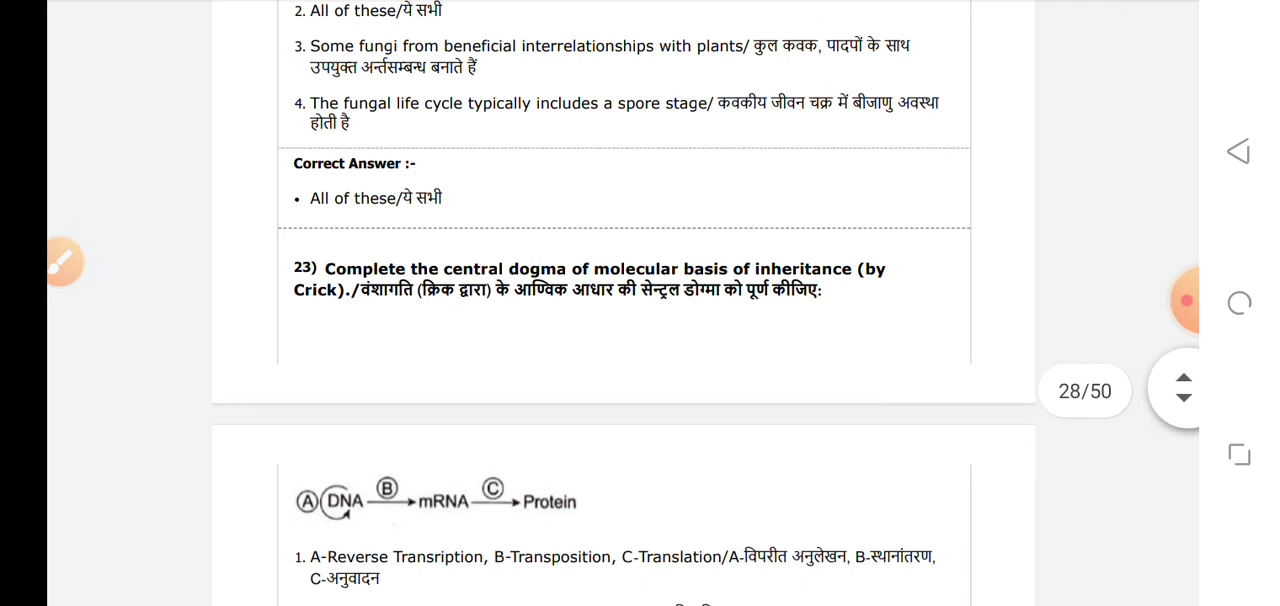 2. All of these/ये सभी
3. Some fungi from beneficial interrelationships with plants/ कुल कवक, पादपों के साथ
उपयुक्त अर्न्तसम्बन्ध बनाते हैं
4. The fungal life cycle typically includes a spore stage/ कवकीय जीवन चक्र में बीजाणु अवस्था
होती है
Correct Answer :-
• All of these/ये सभी
23) Complete the central dogma of molecular basis of inheritance (by
Crick)./वंशागति (क्रिक द्वारा) के आण्विक आधार की सेन्ट्रल डोग्मा को पूर्ण कीजिए:
28/50
A DNA B mRNA C Protein
1. A-Reverse Transription, B-Transposition, C-Translation/A-विपरीत अनुलेखन, B-स्थानांतरण,
C-अनुवादन